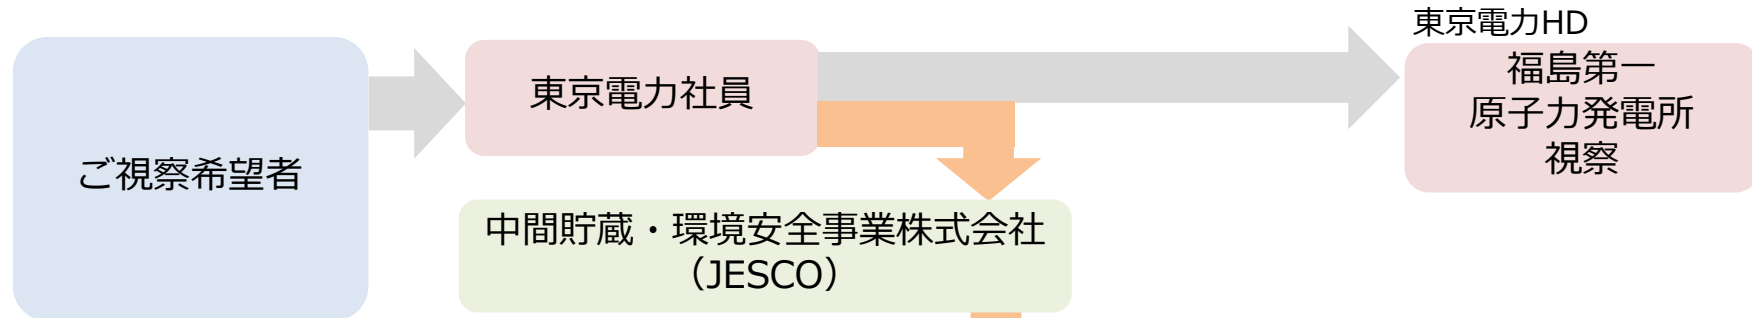 東京電力HD
ご視察希望者
東京電力社員
福島第一
原子力発電所
視察
中間貯蔵・環境安全事業株式会社
（JESCO）